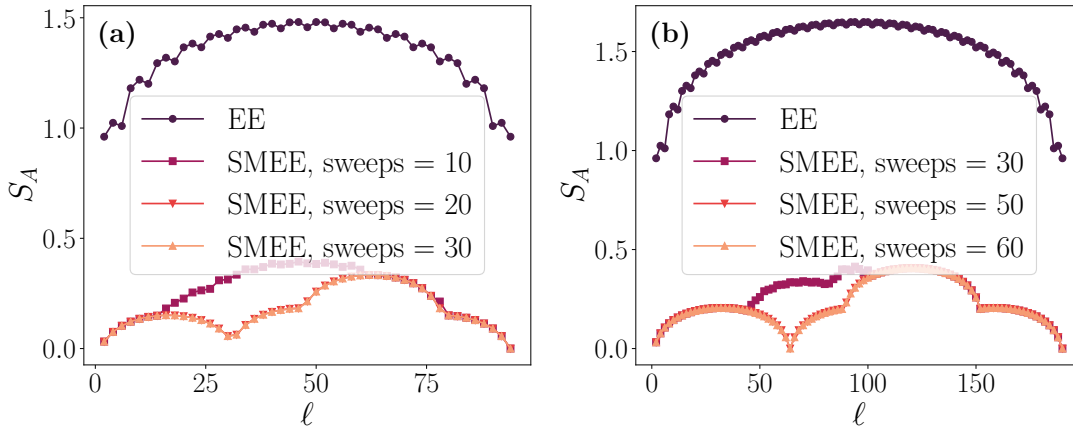 (a)
1.5
1.0
0.5
0.0
S_A
EE
SMEE, sweeps = 10
SMEE, sweeps = 20
SMEE, sweeps = 30
0 25 50 75
ℓ
(b)
1.5
1.0
0.5
0.0
S_A
EE
SMEE, sweeps = 30
SMEE, sweeps = 50
SMEE, sweeps = 60
0 50 100 150
ℓ